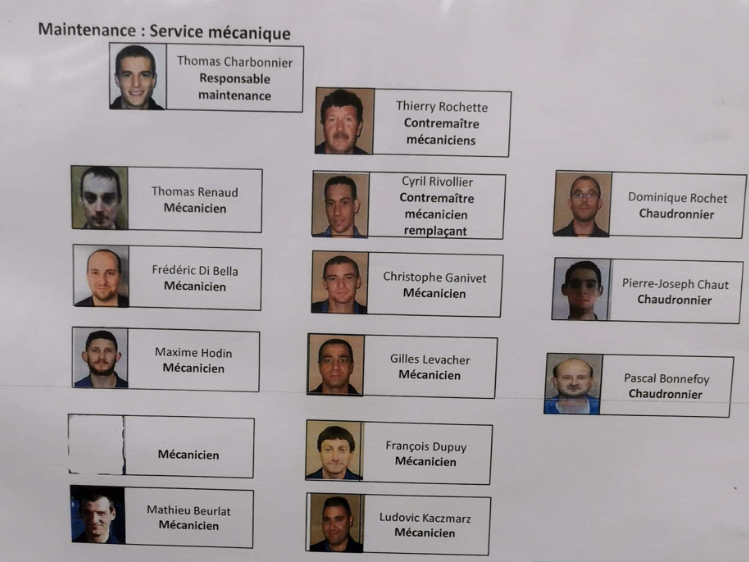 Maintenance : Service mécanique
Thomas Charbonnier
Responsable
maintenance
Thierry Rochette
Contremaître
mécaniciens
Thomas Renaud
Mécanicien
Cyril Rivollier
Contremaître
mécanicien
remplaçant
Dominique Rochet
Chaudronnier
Frédéric Di Bella
Mécanicien
Christophe Ganivet
Mécanicien
Pierre-Joseph Chaut
Chaudronnier
Maxime Hodin
Mécanicien
Gilles Levacher
Mécanicien
Pascal Bonnefoy
Chaudronnier
Mécanicien
François Dupuy
Mécanicien
Mathieu Beurlat
Mécanicien
Ludovic Kaczmarz
Mécanicien